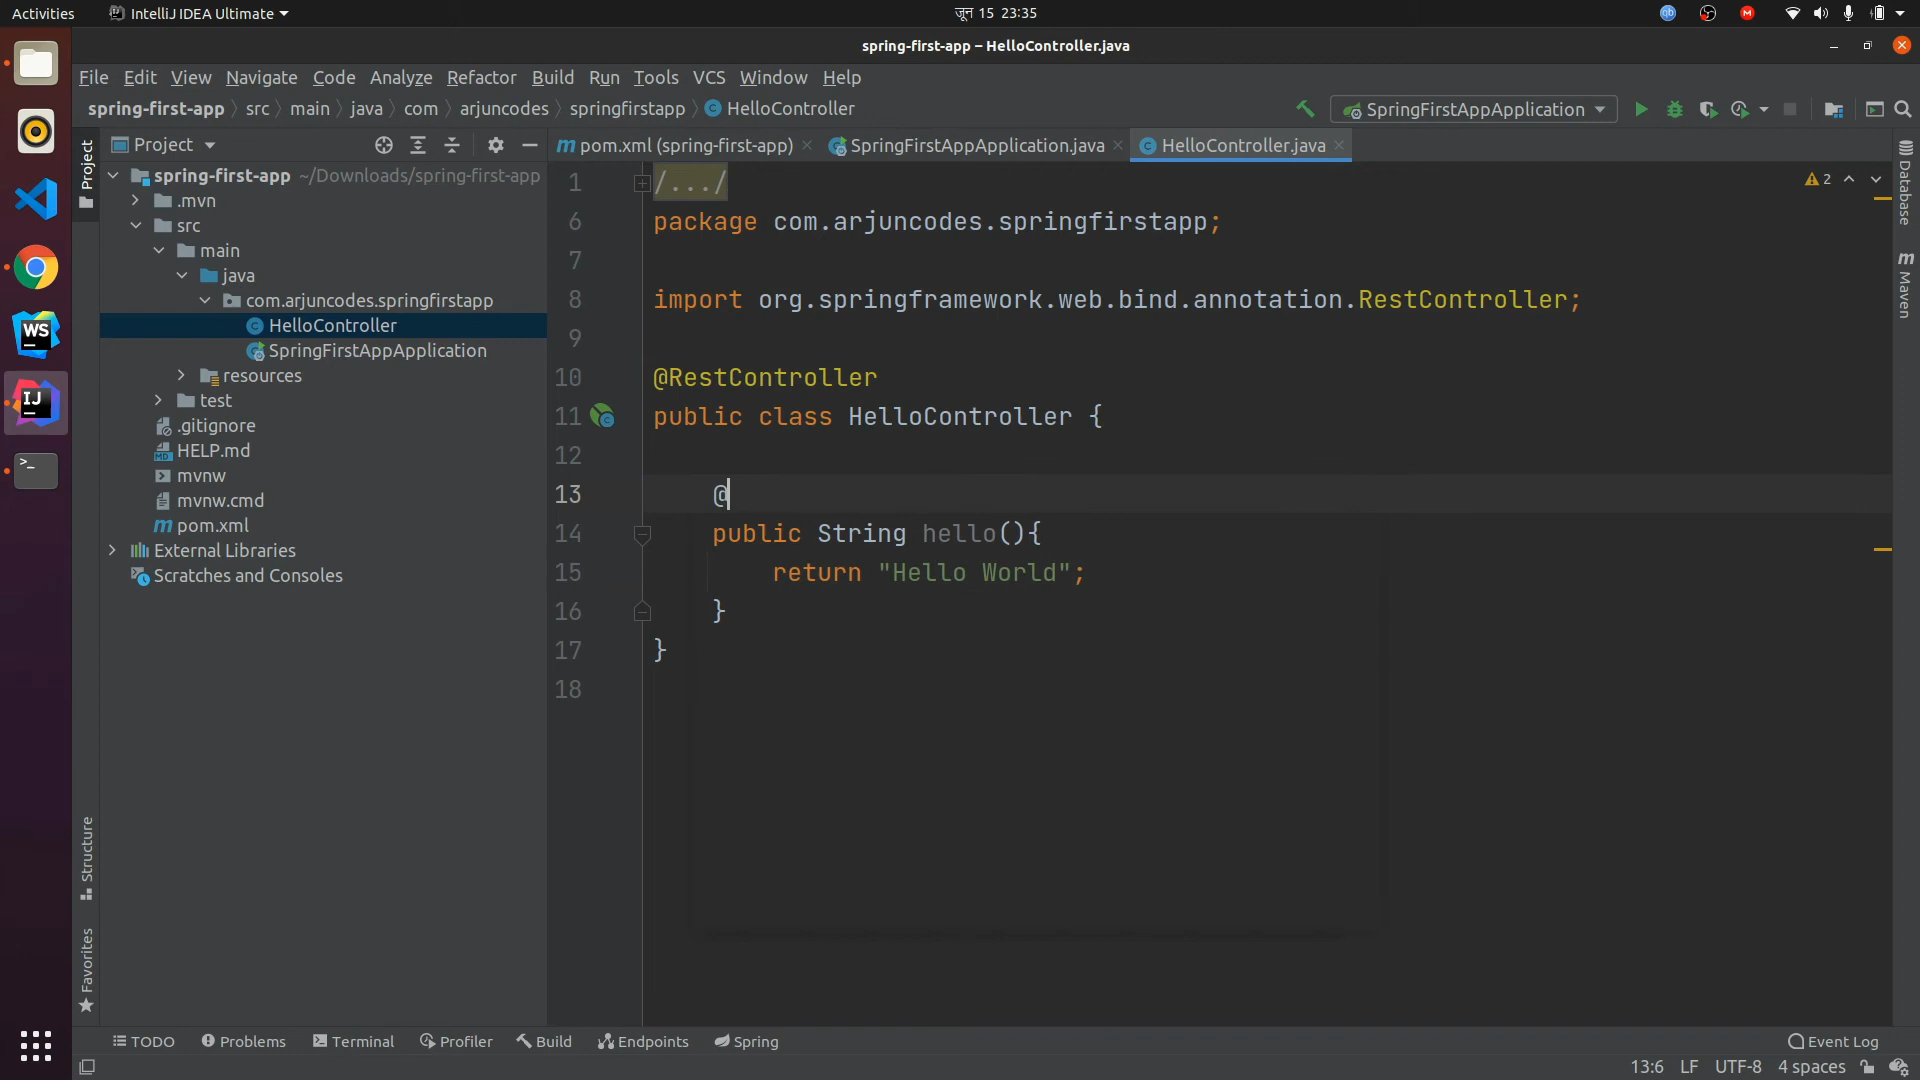 Activities IntelliJ IDEA Ultimate जून 15 23:35
spring-first-app – HelloController.java
File Edit View Navigate Code Analyze Refactor Build Run Tools VCS Window Help
spring-first-app src main java com arjuncodes springfirstapp HelloController SpringFirstAppApplication
Project
pom.xml (spring-first-app) SpringFirstAppApplication.java HelloController.java
spring-first-app ~/Downloads/spring-first-app
.mvn
src
main
java
com.arjuncodes.springfirstapp
HelloController
SpringFirstAppApplication
resources
test
.gitignore
HELP.md
mvnw
mvnw.cmd
pom.xml
External Libraries
Scratches and Consoles
1 /.../
6 package com.arjuncodes.springfirstapp;
7
8 import org.springframework.web.bind.annotation.RestController;
9
10 @RestController
11 public class HelloController {
12
13 @
14 public String hello(){
15 return "Hello World";
16 }
17 }
18
2
Project
Structure
Favorites
Database
Maven
TODO Problems Terminal Profiler Build Endpoints Spring Event Log
13:6 LF UTF-8 4 spaces